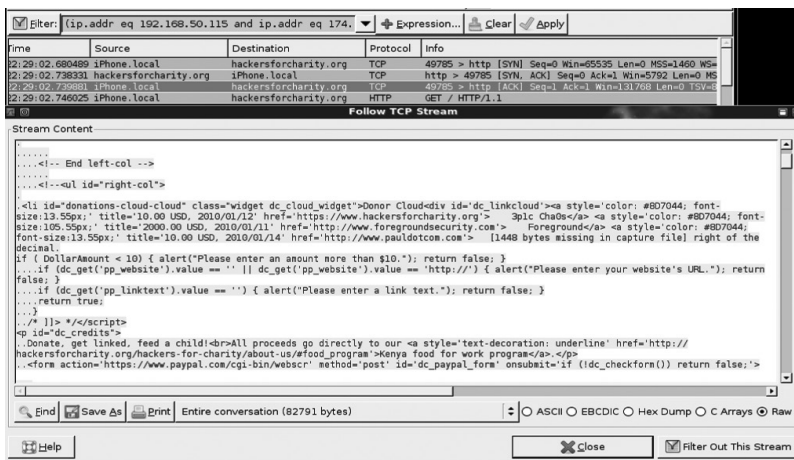 Filter: (ip.addr eq 192.168.50.115 and ip.addr eq 174. Expression... Clear Apply
Time Source Destination Protocol Info
22:29:02.680489 iPhone.local hackersforcharity.org TCP 49785 > http [SYN] Seq=0 Win=65535 Len=0 MSS=1460 WS=
22:29:02.738331 hackersforcharity.org iPhone.local TCP http > 49785 [SYN, ACK] Seq=0 Ack=1 Win=5792 Len=0 MS
22:29:02.739881 iPhone.local hackersforcharity.org TCP 49785 > http [ACK] Seq=1 Ack=1 Win=131768 Len=0 TSV=8
22:29:02.746025 iPhone.local hackersforcharity.org HTTP GET / HTTP/1.1
Follow TCP Stream
Stream Content
.
......
....<!-- End left-col -->
......
....<!--<ul id="right-col">
.<li id="donations-cloud-cloud" class="widget dc_cloud_widget">Donor Cloud<div id='dc_linkcloud'><a style='color: #8D7044; font-
size:13.55px;' title='10.00 USD, 2010/01/12' href='https://www.hackersforcharity.org'> 3p1c Cha0s</a> <a style='color: #8D7044; font-
size:105.55px;' title='2000.00 USD, 2010/01/11' href='http://www.foregroundsecurity.com'> Foreground</a> <a style='color: #8D7044;
font-size:13.55px;' title='10.00 USD, 2010/01/14' href='http://www.pauldotcom.com'> [1448 bytes missing in capture file] right of the
decimal.
if ( DollarAmount < 10) { alert("Please enter an amount more than $10."); return false; }
....if (dc_get('pp_website').value == '' || dc_get('pp_website').value == 'http://') { alert("Please enter your website's URL."); return
false; }
....if (dc_get('pp_linktext').value == '') { alert("Please enter a link text."); return false; }
....return true;
...}
../* ]]> */</script>
<p id="dc_credits">
..Donate, get linked, feed a child!<br>All proceeds go directly to our <a style='text-decoration: underline' href='http://
hackersforcharity.org/hackers-for-charity/about-us/#food_program'>Kenya food for work program</a>.</p>
..<form action='https://www.paypal.com/cgi-bin/webscr' method='post' id='dc_paypal_form' onsubmit='if (!dc_checkform()) return false;'>
Find Save As Print Entire conversation (82791 bytes) ASCII EBCDIC Hex Dump C Arrays Raw
Help Close Filter Out This Stream